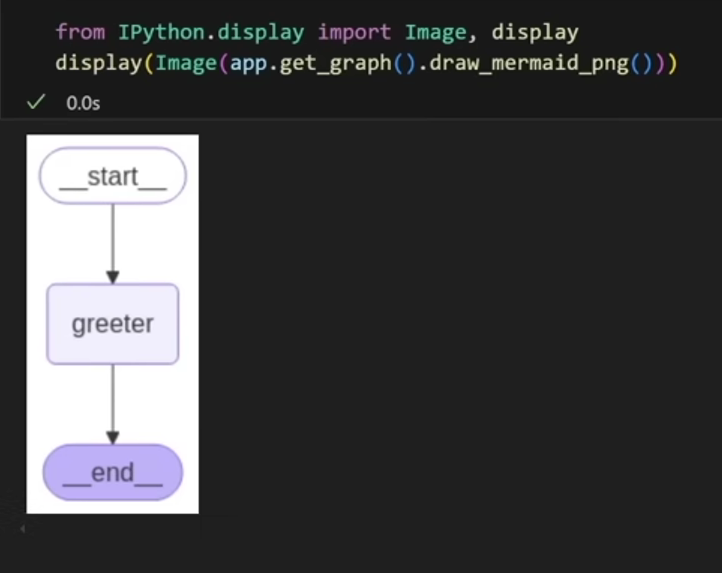 from IPython.display import Image, display
display(Image(app.get_graph().draw_mermaid_png()))
✓ 0.0s
__start__
greeter
__end__